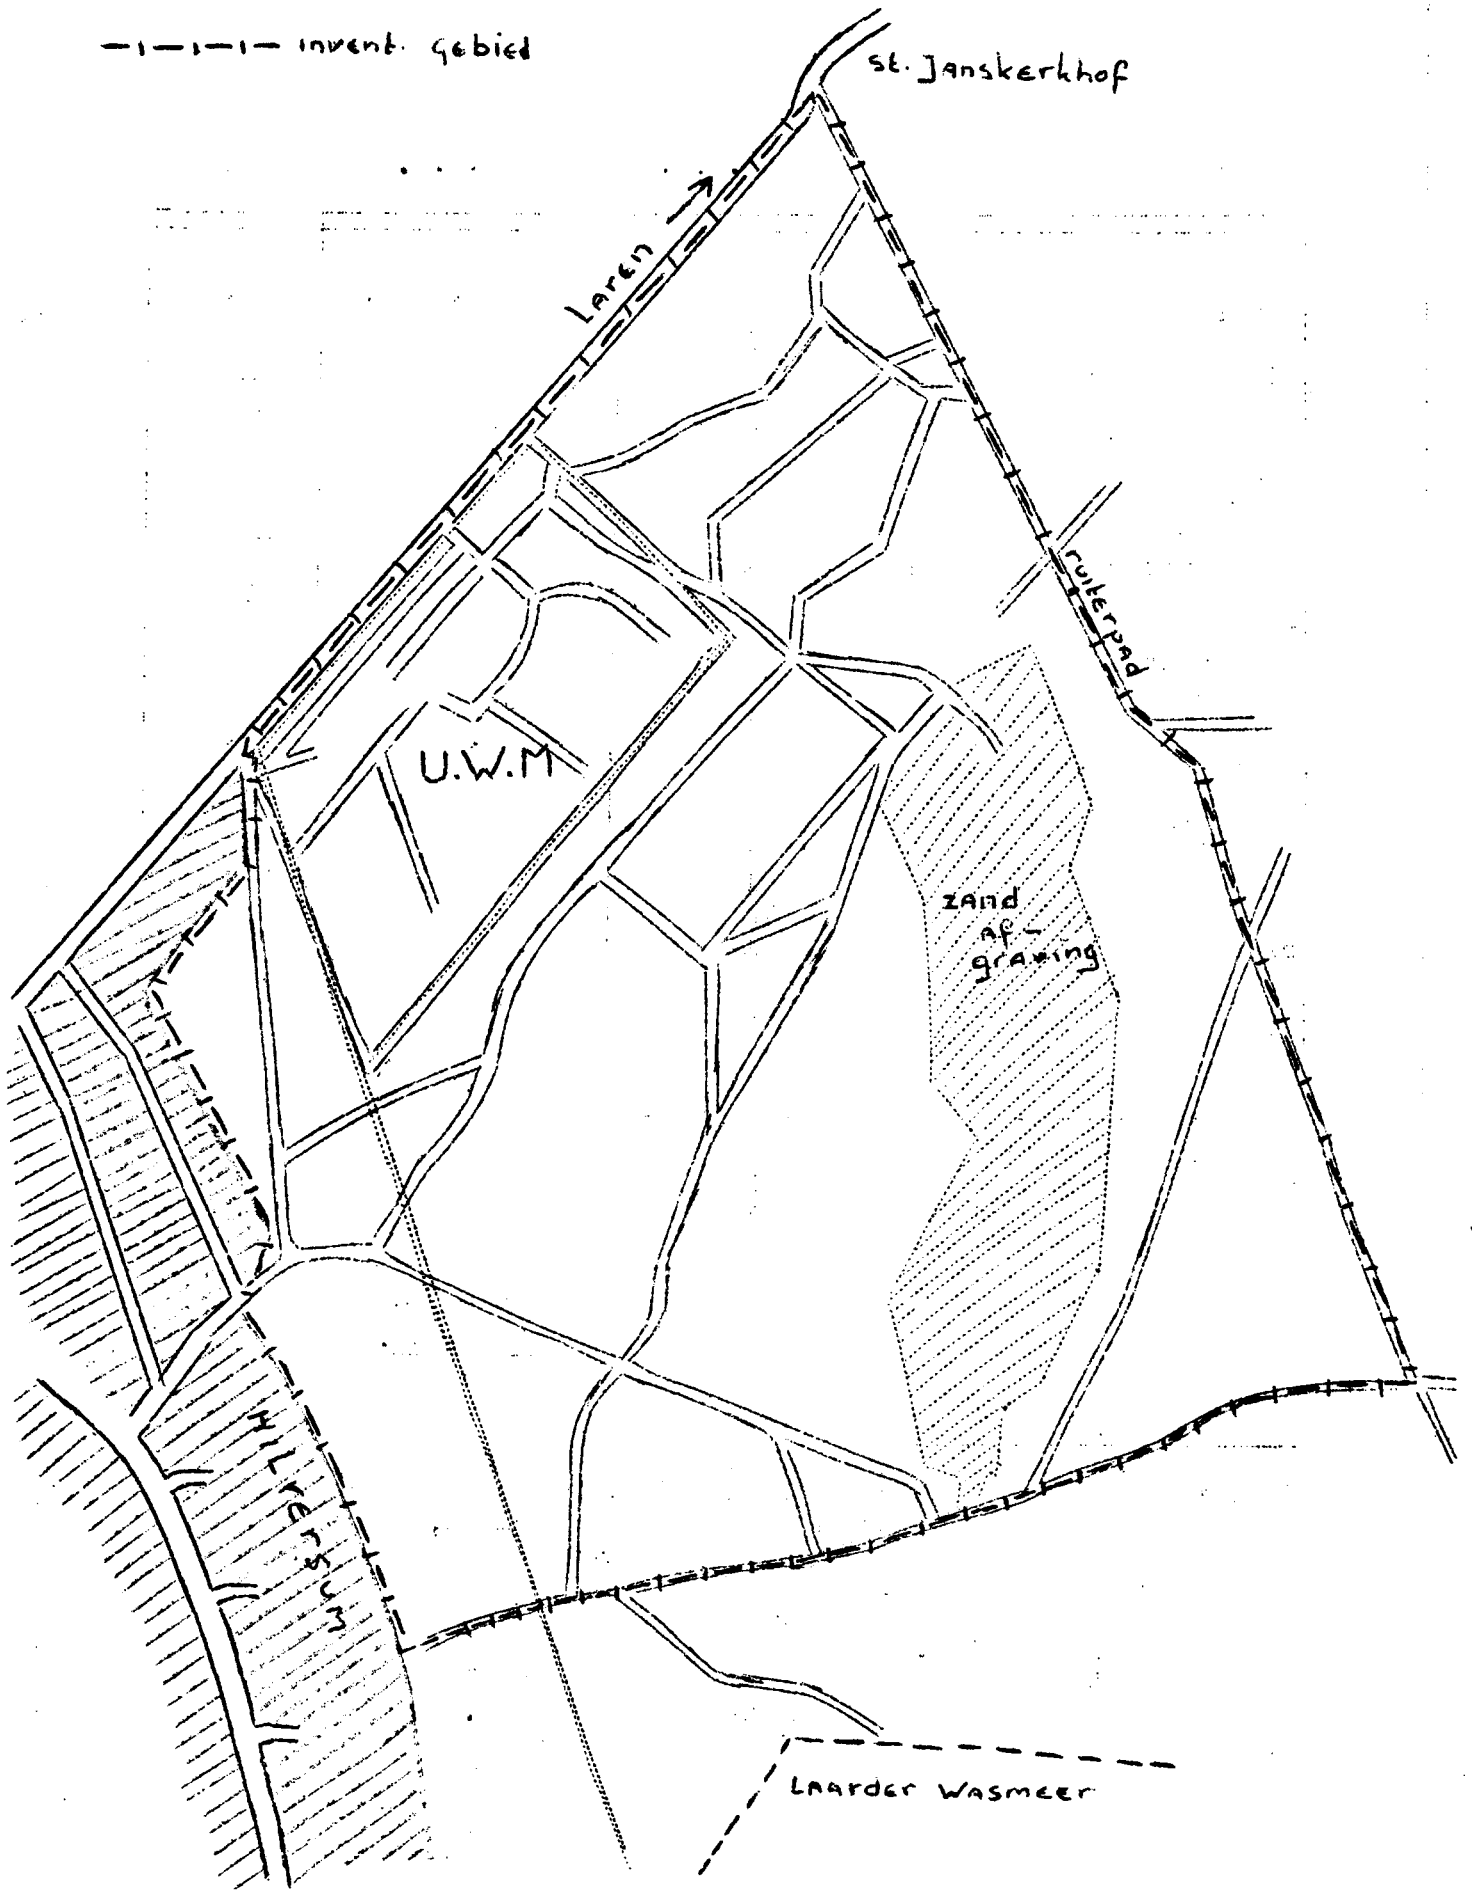 invent. gebied
st. Janskerkhof
Laren
ruiterpad
U.W.M
zand
af-
graving
Hilversum
Laarder Wasmeer